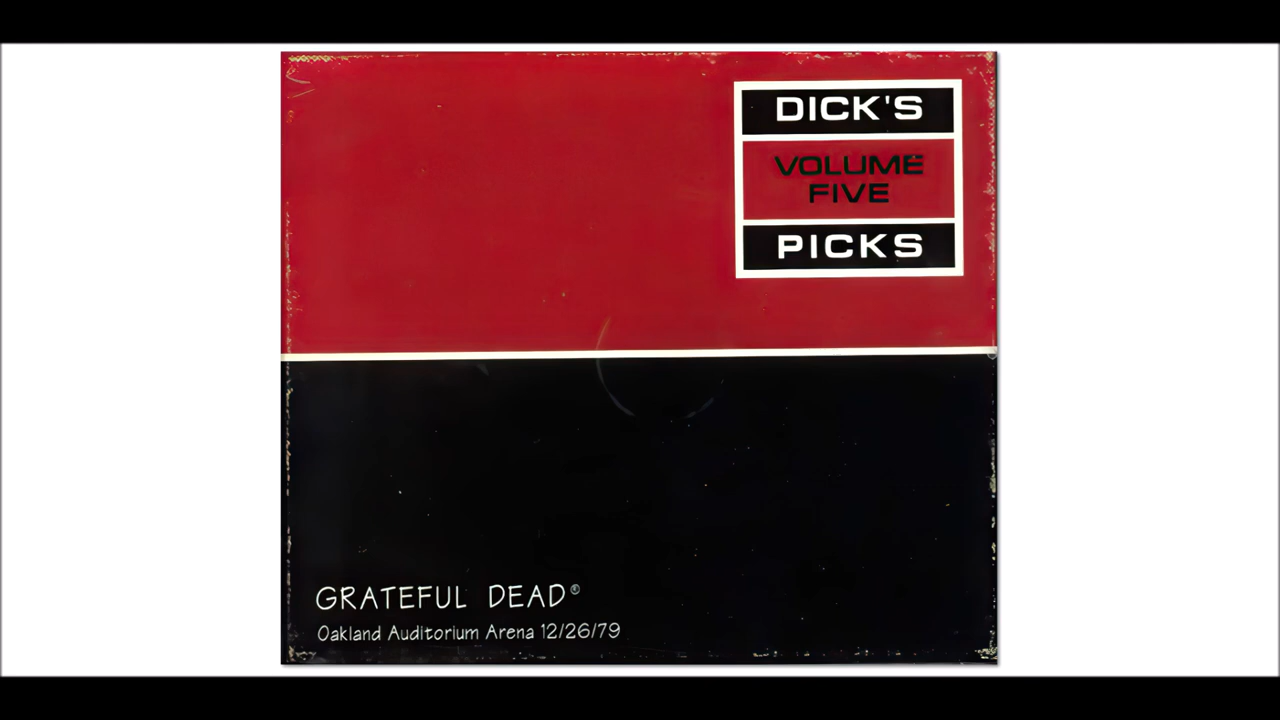 DICK'S
VOLUME
FIVE
PICKS
GRATEFUL DEAD®
Oakland Auditorium Arena 12/26/79